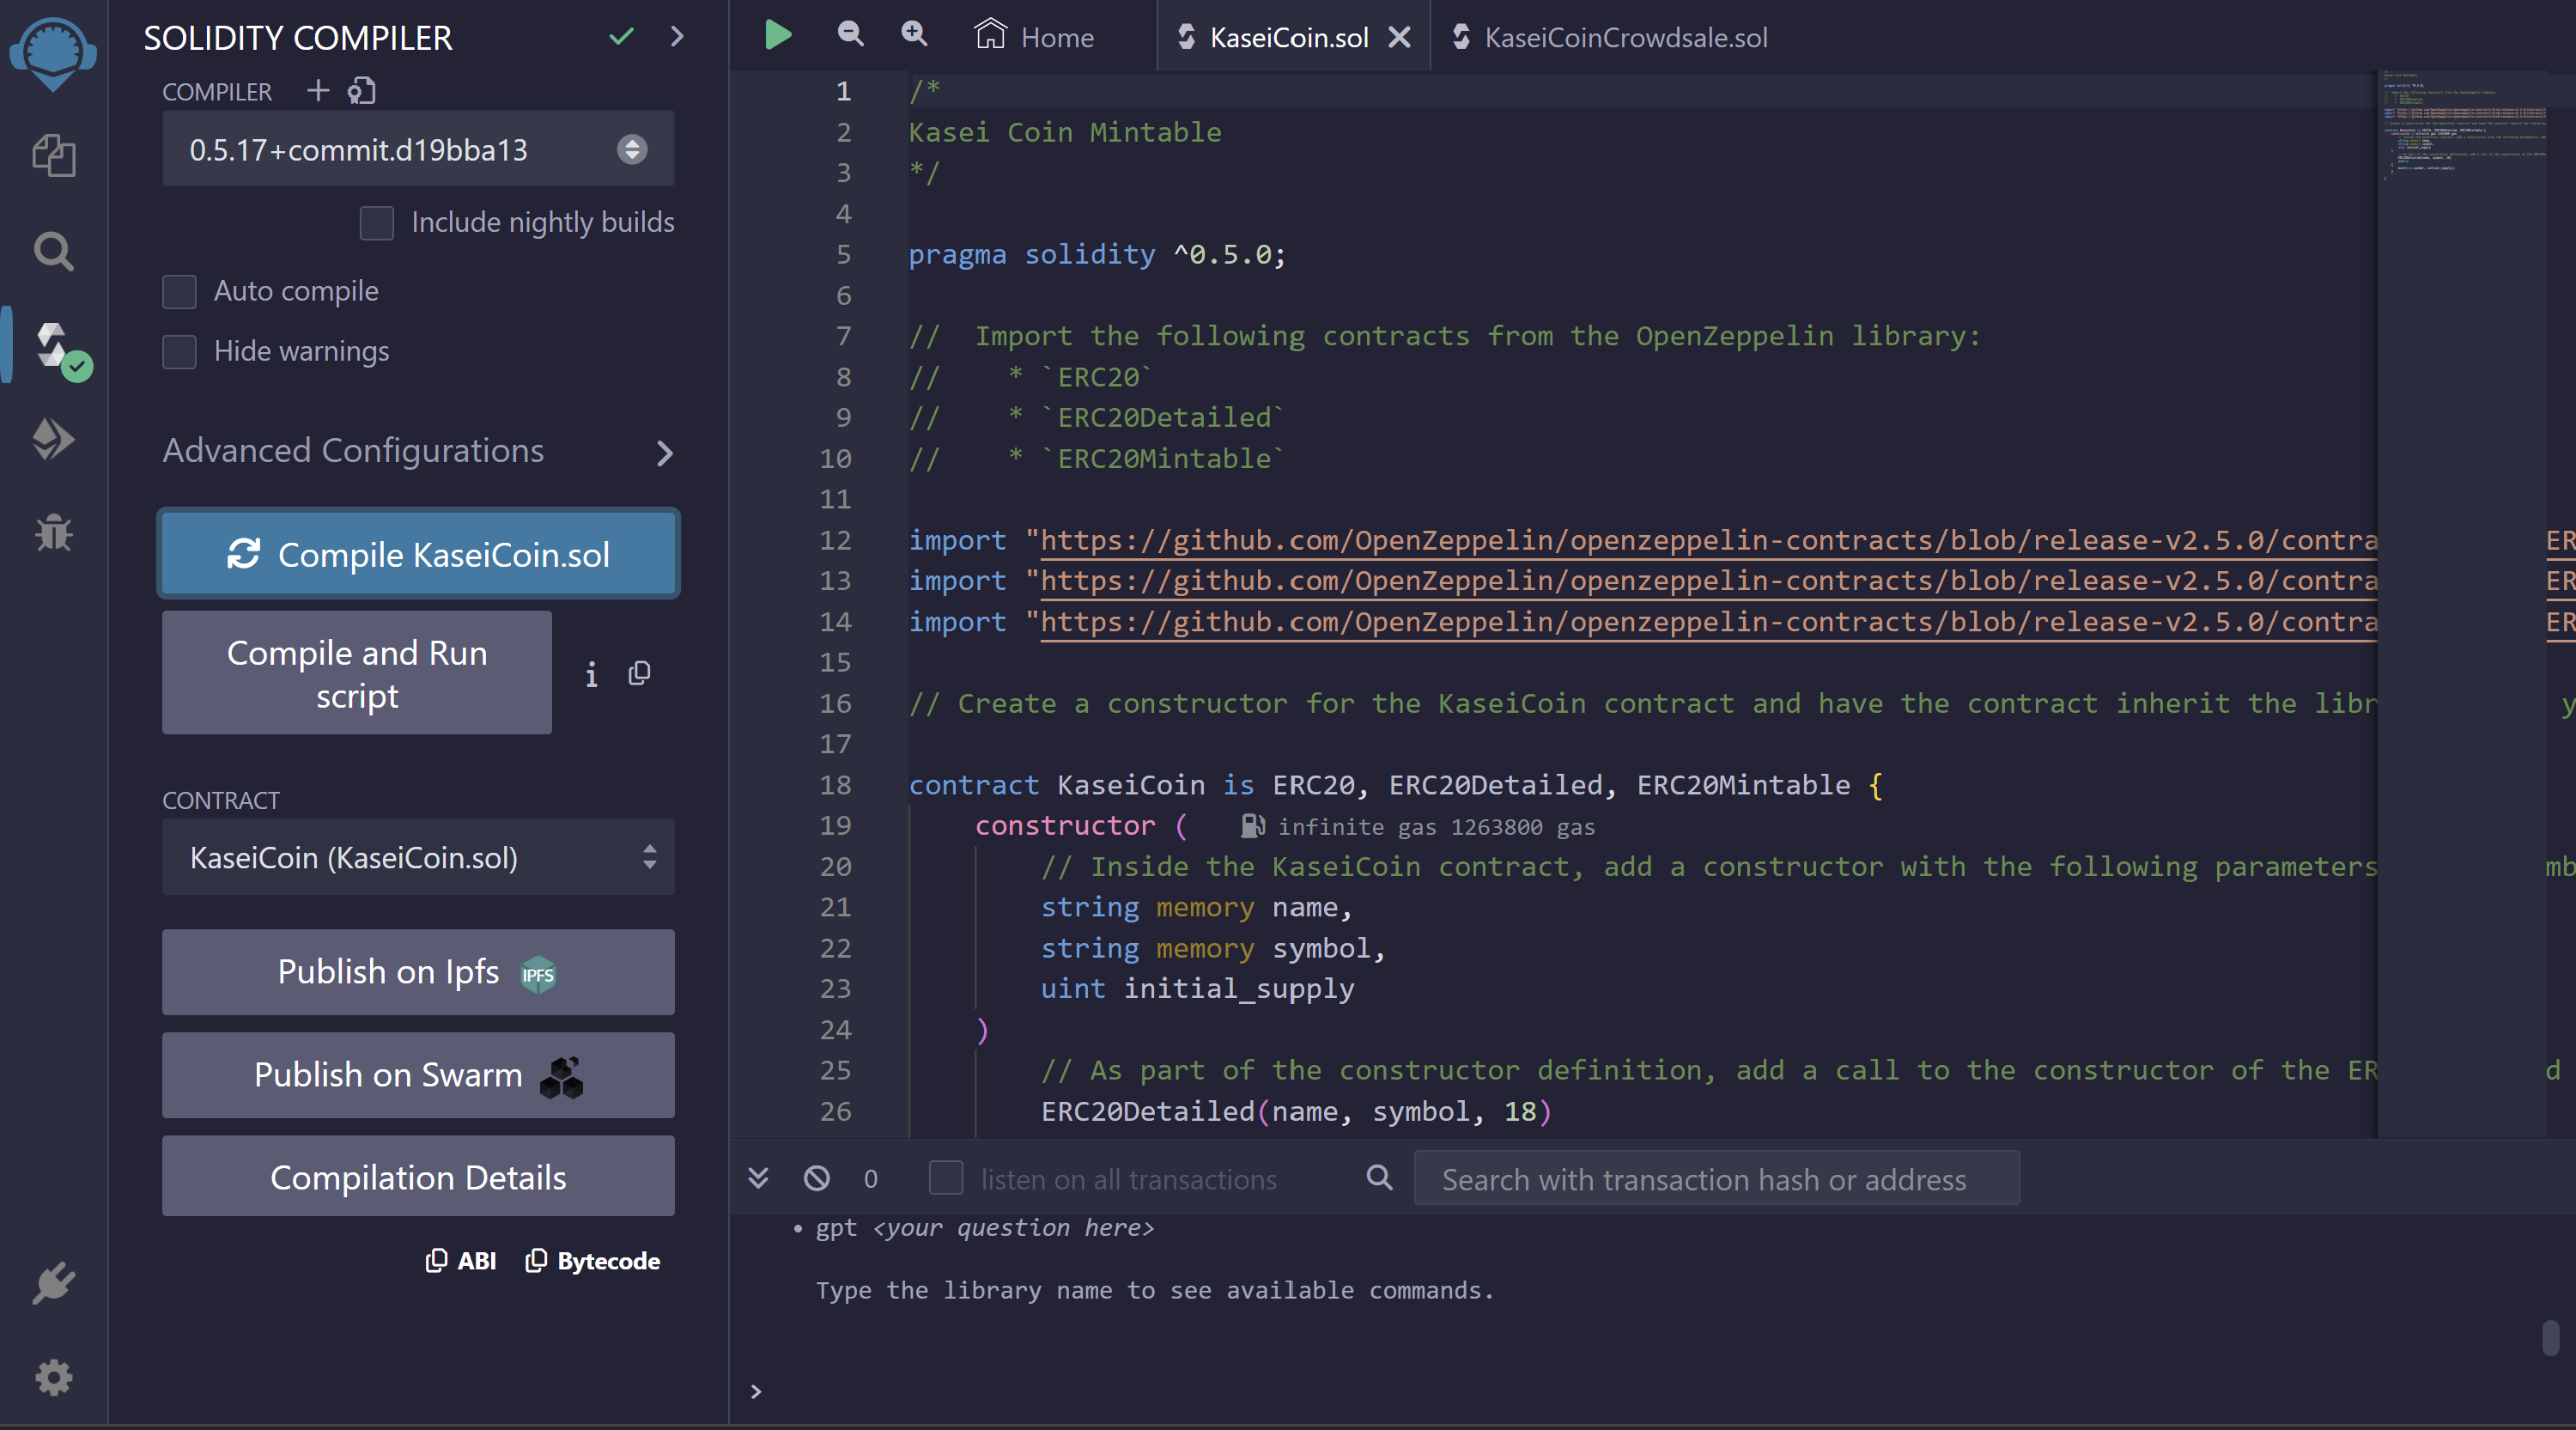 SOLIDITY COMPILER
COMPILER
0.5.17+commit.d19bba13
Include nightly builds
Auto compile
Hide warnings
Advanced Configurations
Compile KaseiCoin.sol
Compile and Run
script
i
CONTRACT
KaseiCoin (KaseiCoin.sol)
Publish on Ipfs IPFS
Publish on Swarm
Compilation Details
ABI Bytecode
Home KaseiCoin.sol KaseiCoinCrowdsale.sol
1 /*
2 Kasei Coin Mintable
3 */
4
5 pragma solidity ^0.5.0;
6
7 //  Import the following contracts from the OpenZeppelin library:
8 //    * `ERC20`
9 //    * `ERC20Detailed`
10 //    * `ERC20Mintable`
11
12 import "https://github.com/OpenZeppelin/openzeppelin-contracts/blob/release-v2.5.0/contra ER
13 import "https://github.com/OpenZeppelin/openzeppelin-contracts/blob/release-v2.5.0/contra ER
14 import "https://github.com/OpenZeppelin/openzeppelin-contracts/blob/release-v2.5.0/contra ER
15
16 // Create a constructor for the KaseiCoin contract and have the contract inherit the libr y
17
18 contract KaseiCoin is ERC20, ERC20Detailed, ERC20Mintable {
19     constructor ( infinite gas 1263800 gas
20         // Inside the KaseiCoin contract, add a constructor with the following parameters mb
21         string memory name,
22         string memory symbol,
23         uint initial_supply
24     )
25         // As part of the constructor definition, add a call to the constructor of the ER d
26         ERC20Detailed(name, symbol, 18)
0 listen on all transactions Search with transaction hash or address
• gpt <your question here>
Type the library name to see available commands.
>